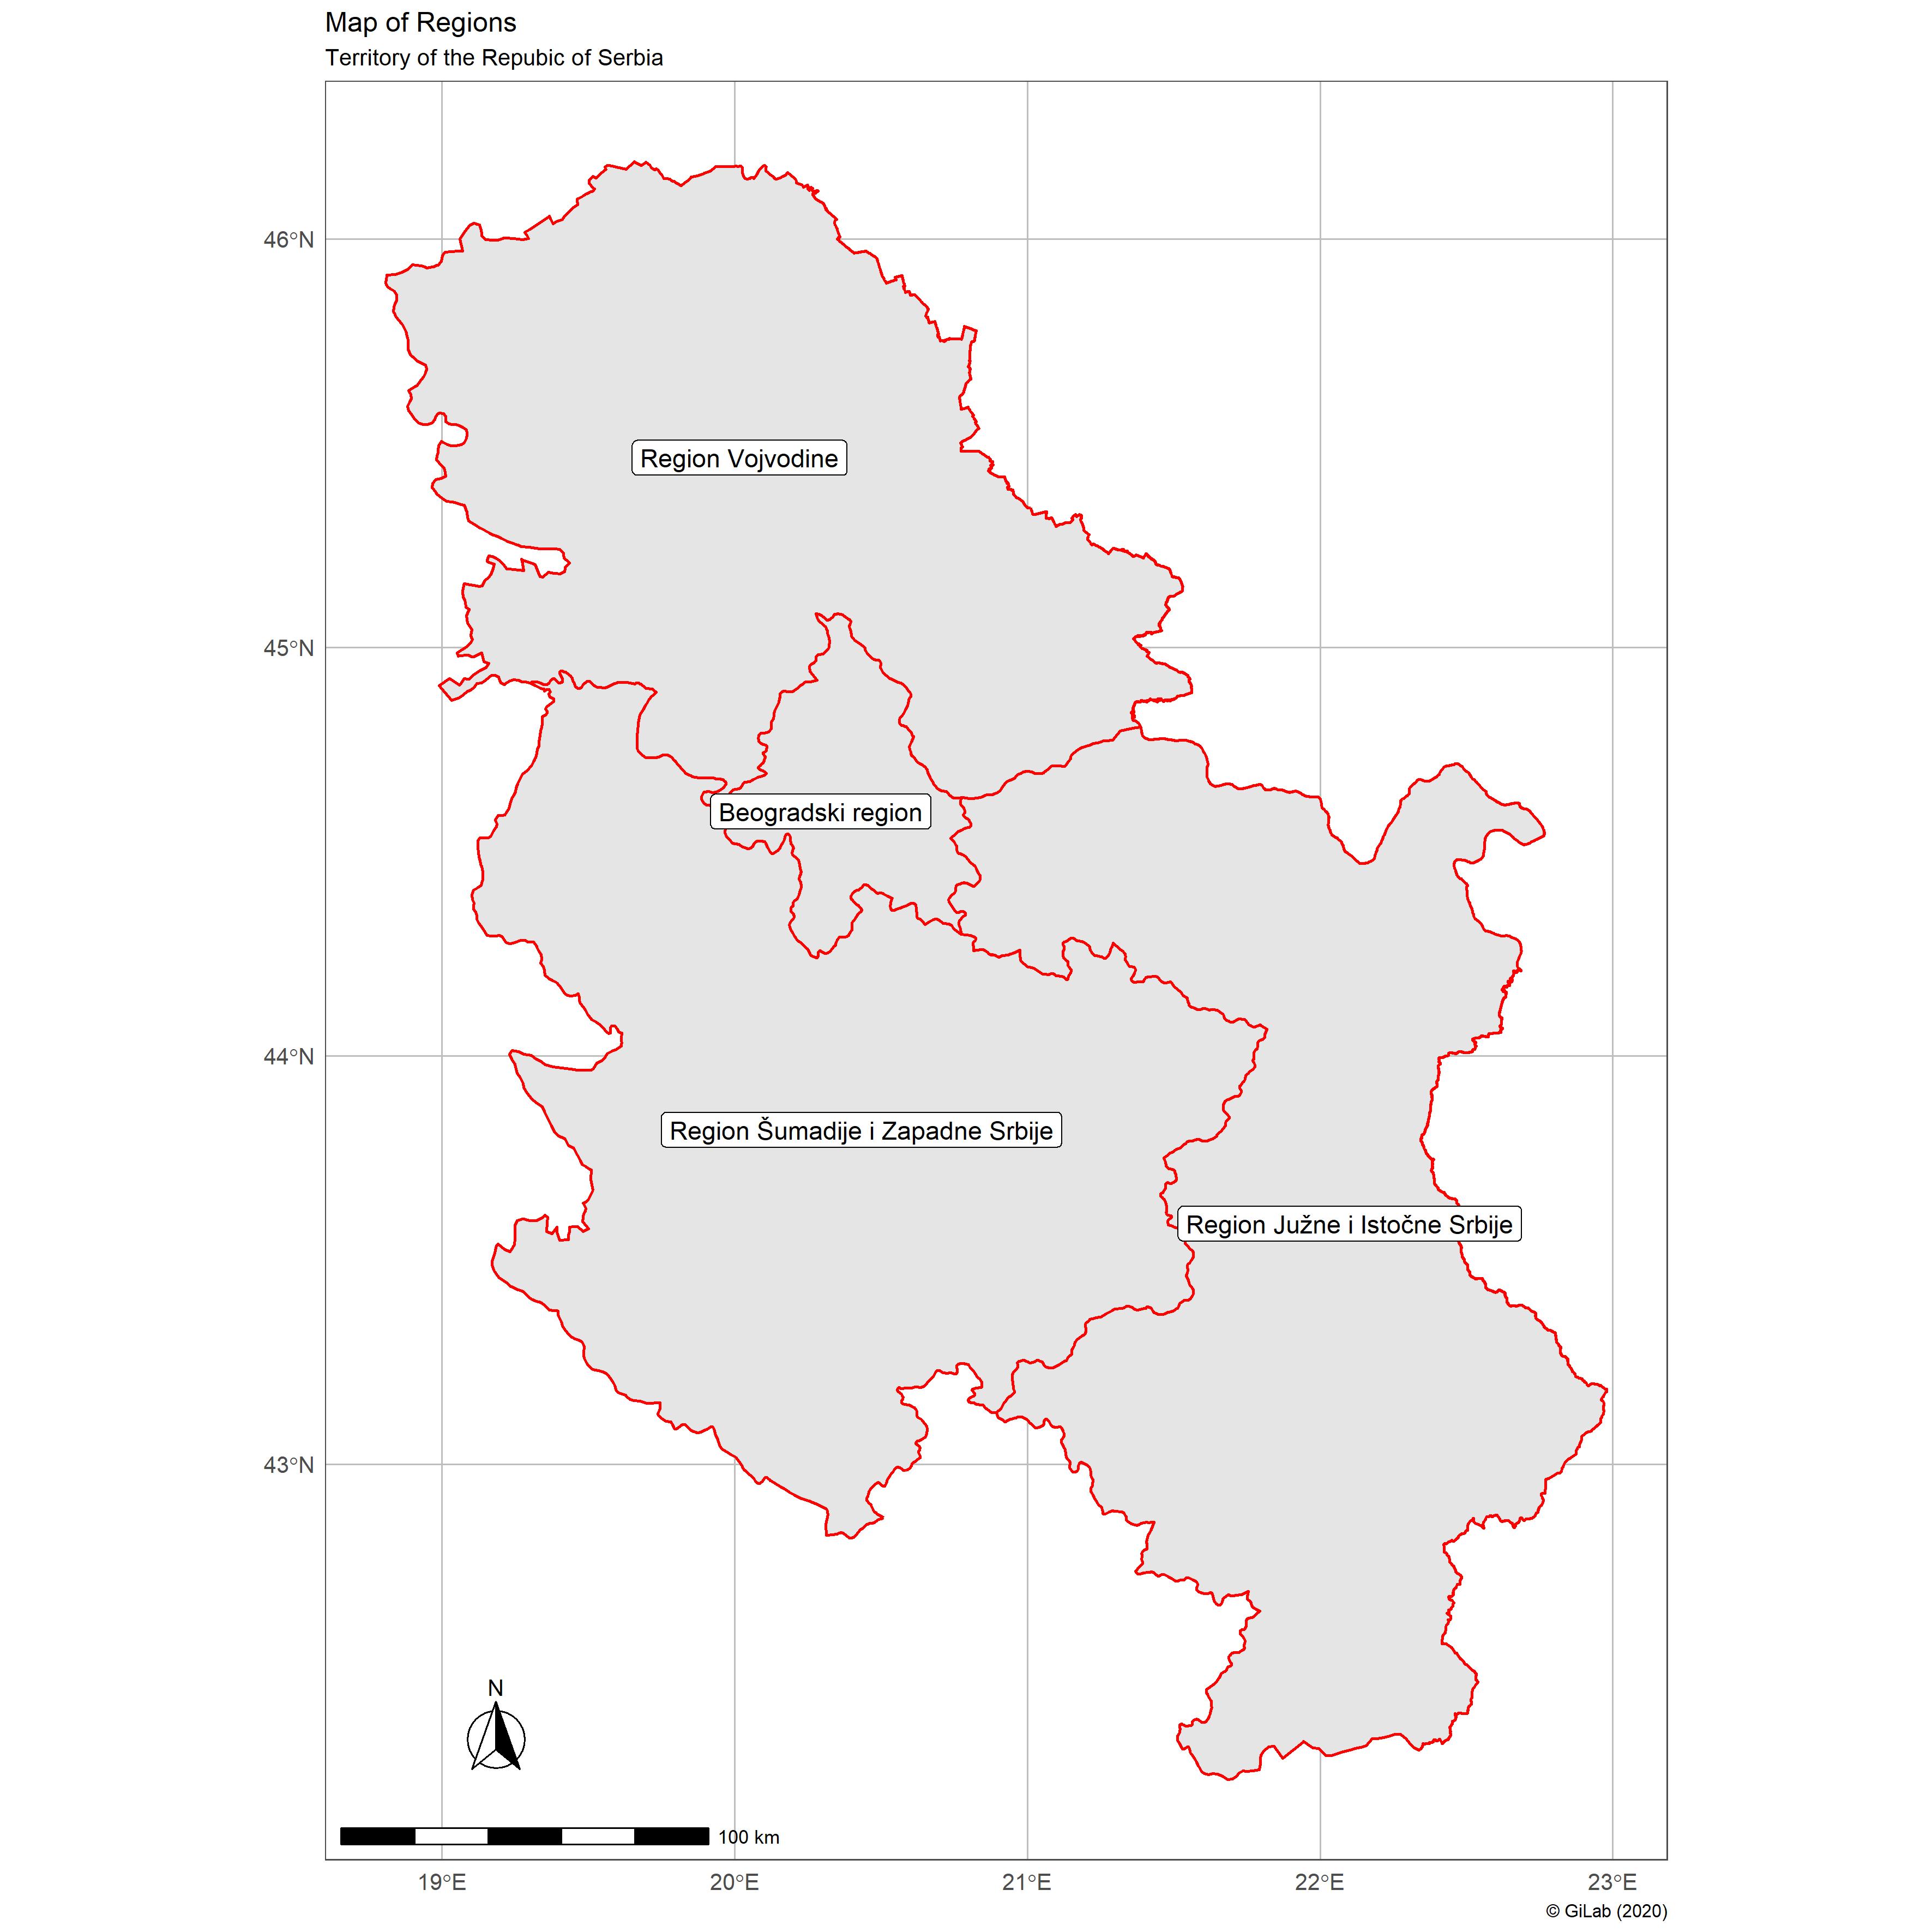 Map of Regions
Territory of the Repubic of Serbia
46°N
Region Vojvodine
45°N
Beogradski region
44°N
Region Šumadije i Zapadne Srbije
Region Južne i Istočne Srbije
43°N
N
100 km
19°E 20°E 21°E 22°E 23°E
© GiLab (2020)